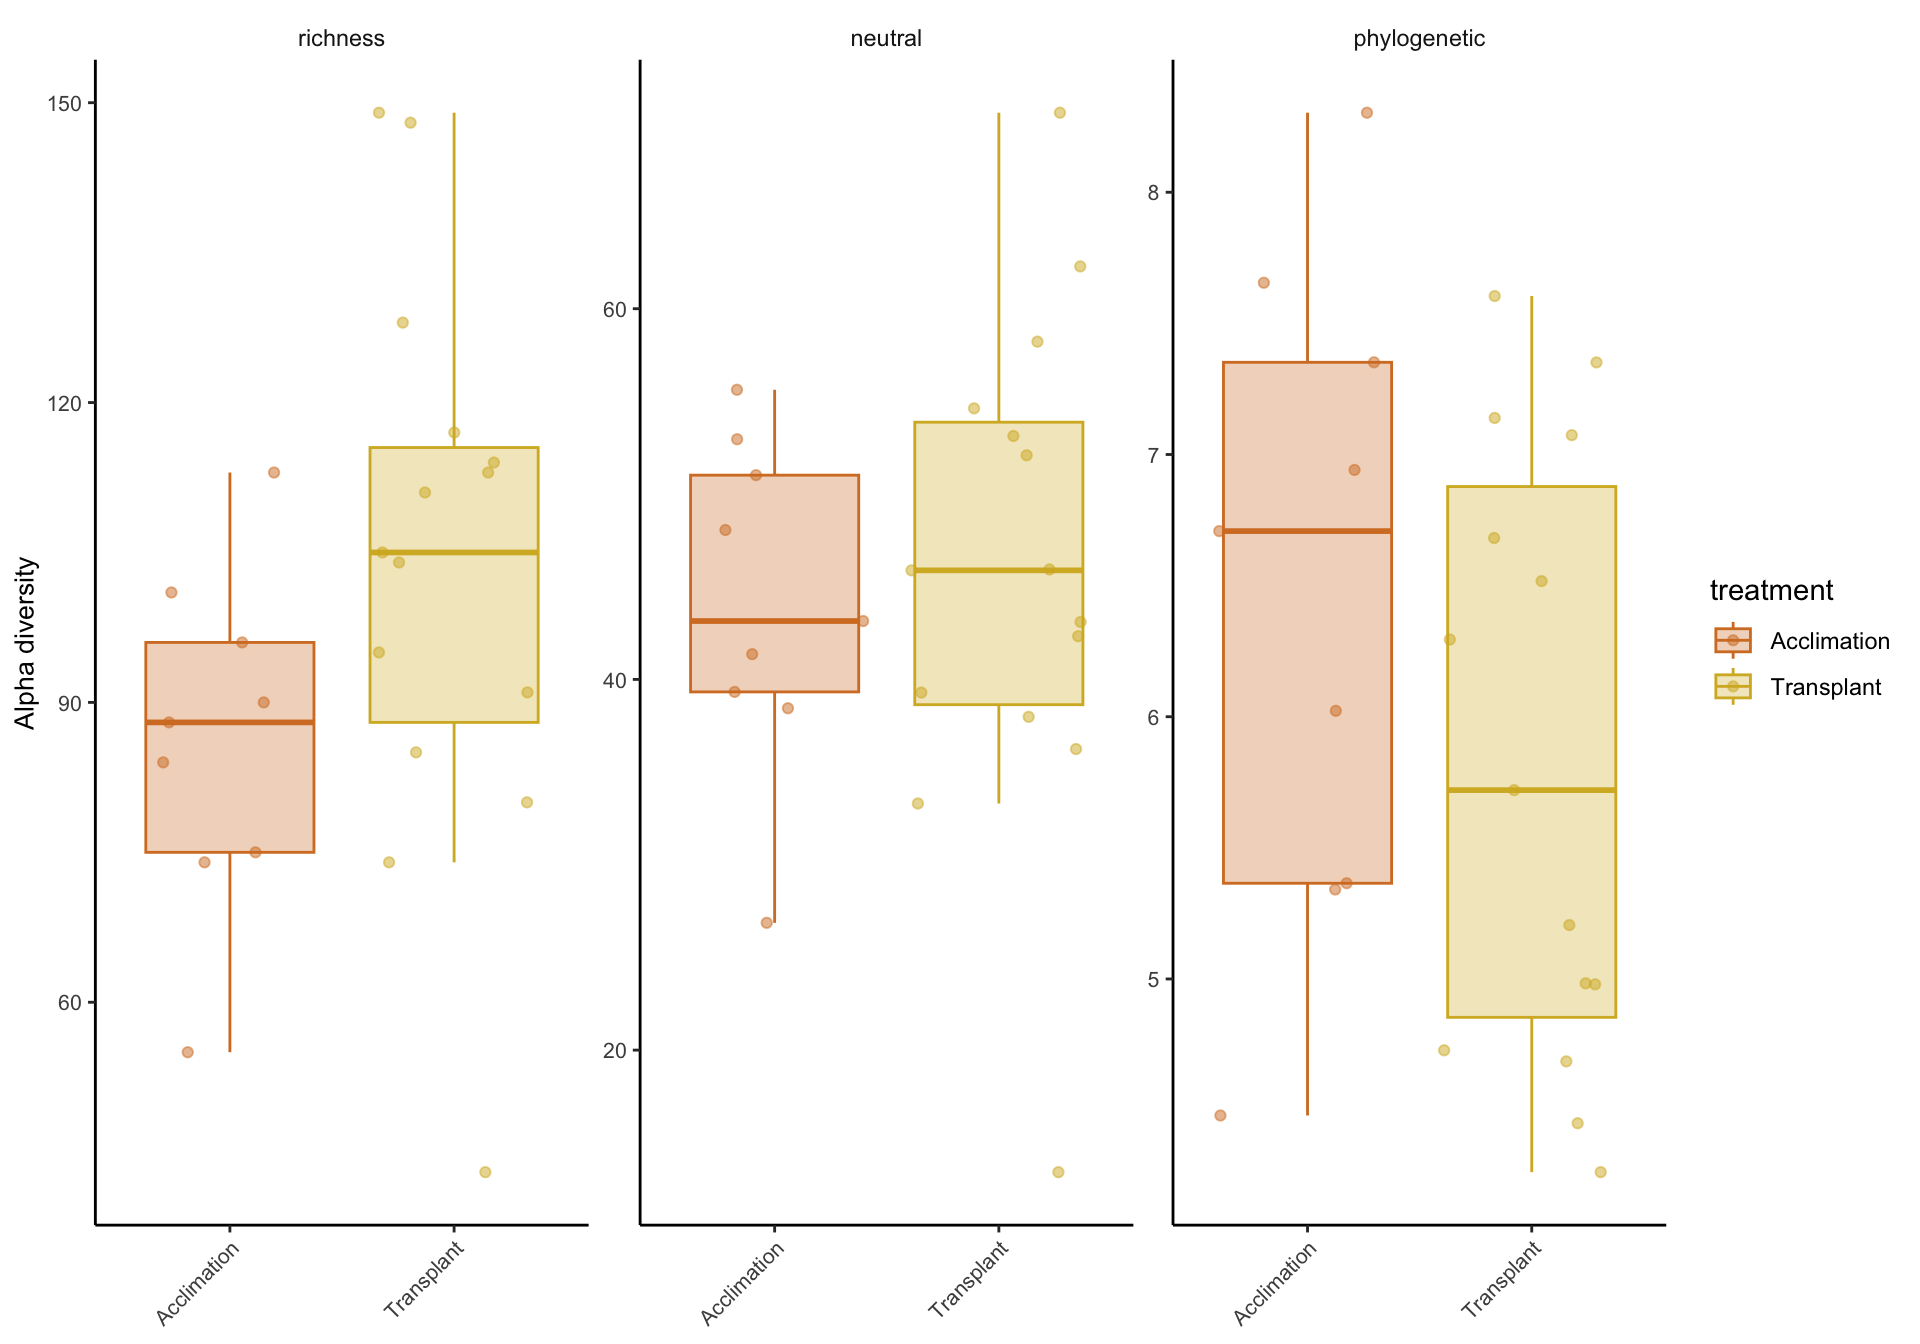 richness
neutral
phylogenetic
Alpha diversity
150
120
90
60
60
40
20
8
7
6
5
Acclimation
Transplant
Acclimation
Transplant
Acclimation
Transplant
treatment
Acclimation
Transplant